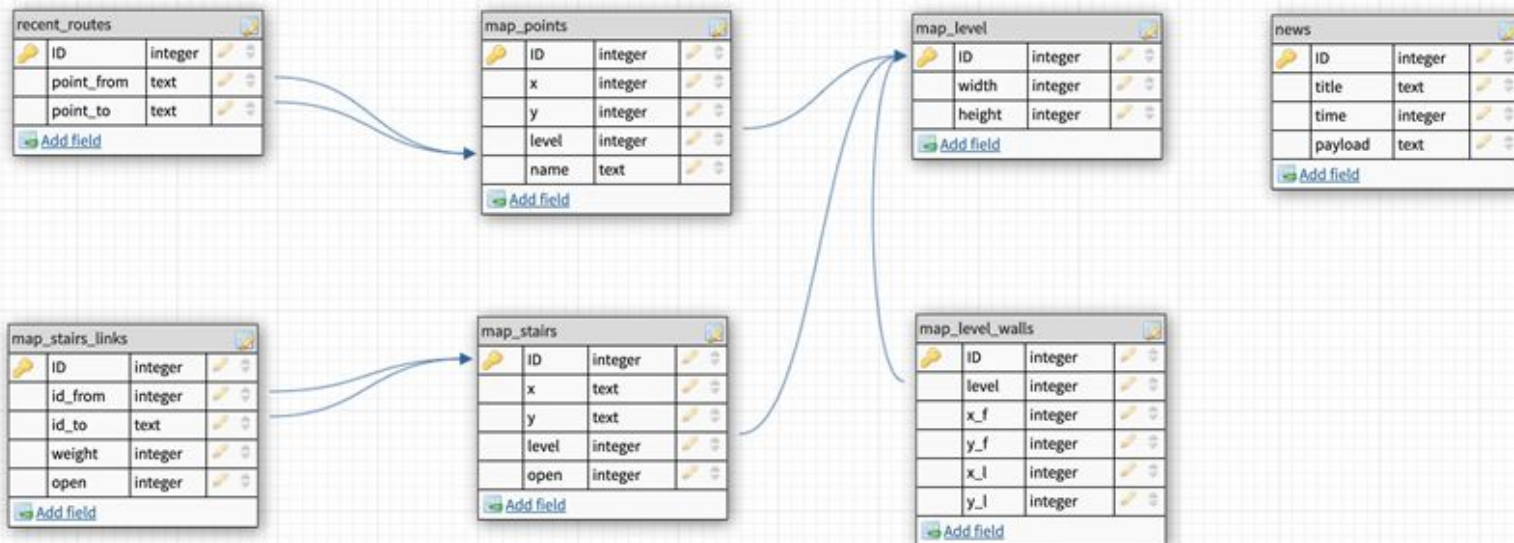 recent_routes
ID integer
point_from text
point_to text
Add field
map_points
ID integer
x integer
y integer
level integer
name text
Add field
map_level
ID integer
width integer
height integer
Add field
news
ID integer
title text
time integer
payload text
Add field
map_stairs_links
ID integer
id_from integer
id_to text
weight integer
open integer
Add field
map_stairs
ID integer
x text
y text
level integer
open integer
Add field
map_level_walls
ID integer
level integer
x_f integer
y_f integer
x_l integer
y_l integer
Add field